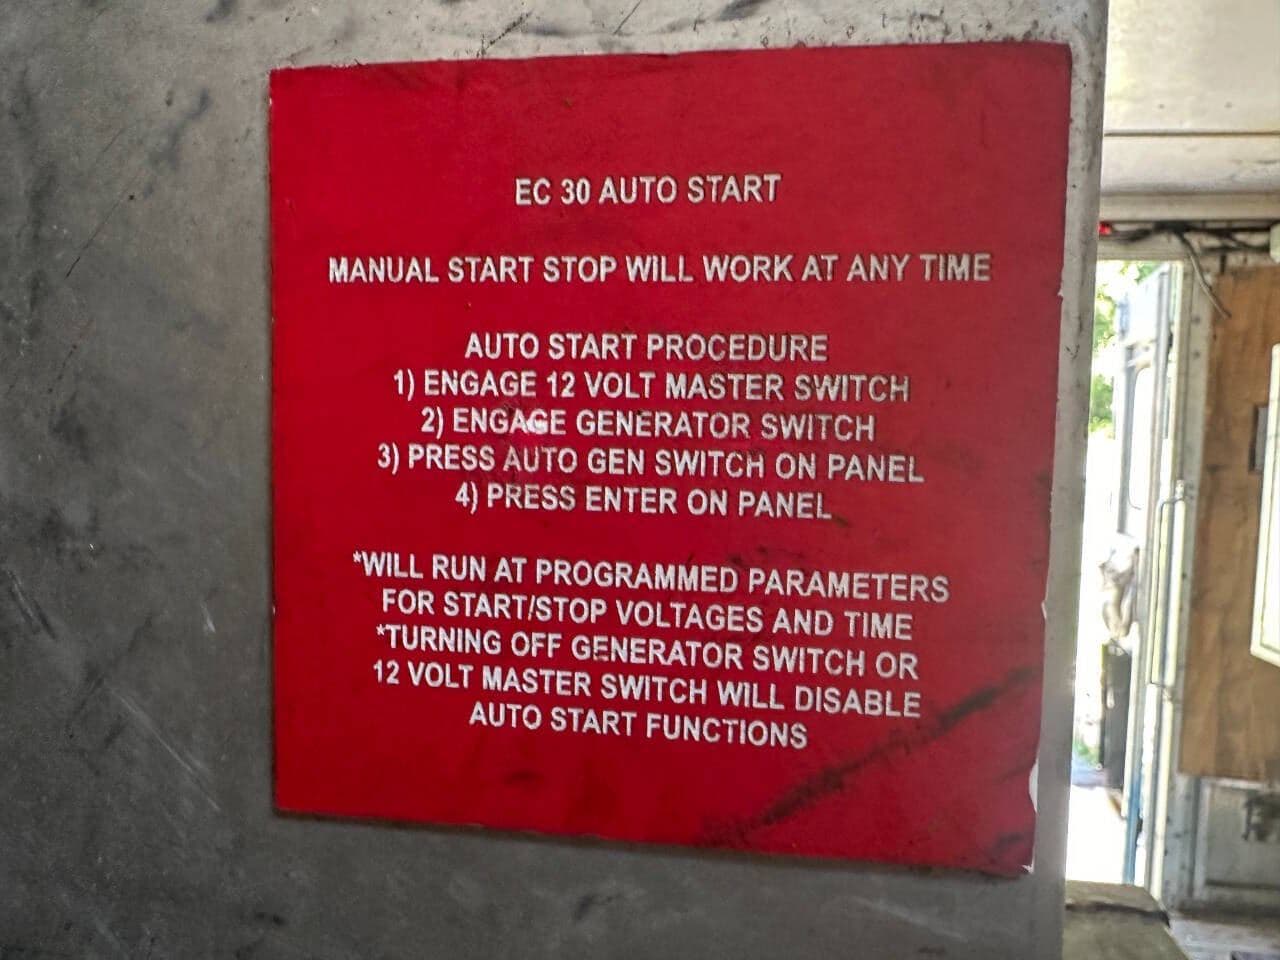 EC 30 AUTO START
MANUAL START STOP WILL WORK AT ANY TIME
AUTO START PROCEDURE
1) ENGAGE 12 VOLT MASTER SWITCH
2) ENGAGE GENERATOR SWITCH
3) PRESS AUTO GEN SWITCH ON PANEL
4) PRESS ENTER ON PANEL
*WILL RUN AT PROGRAMMED PARAMETERS
FOR START/STOP VOLTAGES AND TIME
*TURNING OFF GENERATOR SWITCH OR
12 VOLT MASTER SWITCH WILL DISABLE
AUTO START FUNCTIONS